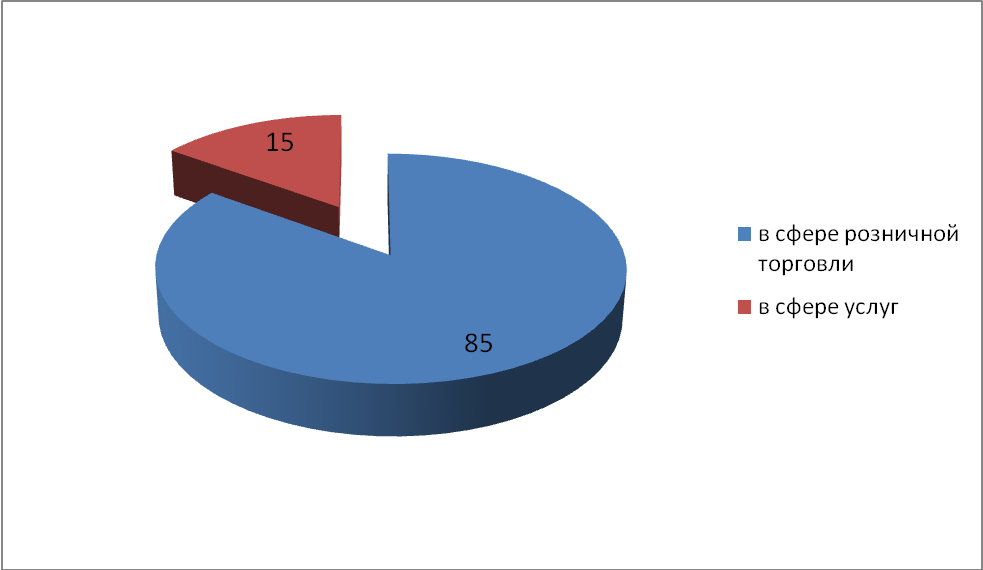 15
85
в сфере розничной
торговли
в сфере услуг